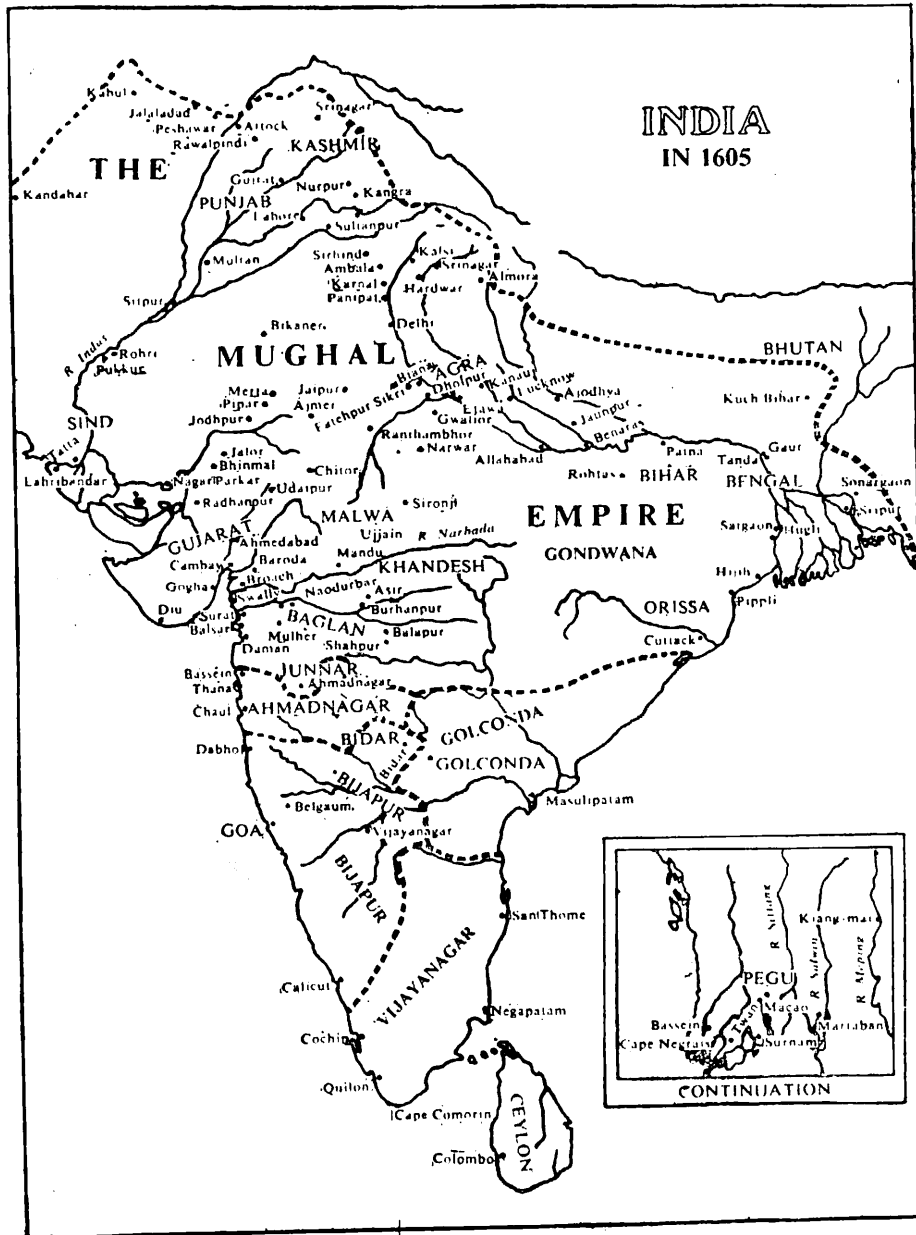 INDIA
IN 1605
Kabul
Jalaladad
Peshawar
Attock
Rawalpindi
Srinagar
KASHMIR
THE
Kandahar
Gujrat
Nurpur
Kangra
PUNJAB
Lahore
Sultanpur
Multan
Sirhind
Ambala
Karnal
Panipat
Kalsi
Srinagar
Hardwar
Almora
Sitpur
Bikaner
Delhi
R Indus
Rohri
Pukkur
MUGHAL
BHUTAN
Merta
Pipar
Jodhpur
Jaipur
Ajmer
Fatehpur Sikri
AGRA
Dholpur
Kanauj
Lucknow
Ajodhya
Gwalior
Jaunpur
Kuch Bihar
SIND
Tatta
Lahribandar
Jalor
Bhinmal
Nagar Parkar
Radhanpur
Chitor
Udaipur
Ranthambhor
Narwar
Allahabad
Benaras
Patna
Rohtas
BIHAR
Tanda
Gaur
BENGAL
Sonargaon
Sripur
Sironj
MALWA
Ujjain
R Narbada
EMPIRE
GONDWANA
Satgaon
Hugli
GUJARAT
Ahmedabad
Cambay
Baroda
Mandu
KHANDESH
Gogha
Broach
Swally
Naodurbar
Asir
Burhanpur
Hijih
Pippli
Diu
Surat
Balsar
BAGLAN
Mulher
Daman
Shahpur
Balapur
ORISSA
Cuttack
Bassein
Thana
JUNNAR
Ahmadnagar
Chaul
AHMADNAGAR
BIDAR
Bidar
GOLCONDA
GOLCONDA
Dabhol
BIJAPUR
Belgaum
Masulipatam
GOA
Vijayanagar
BIJAPUR
SanThome
VIJAYANAGAR
Calicut
Negapatam
Cochin
Quilon
Cape Comorin
CEYLON
Colombo
R Sittang
Kiang-mai
R Salwin
R Meping
PEGU
Macao
Bassein
Twan
Cape Negrais
Surnam
Martaban
CONTINUATION